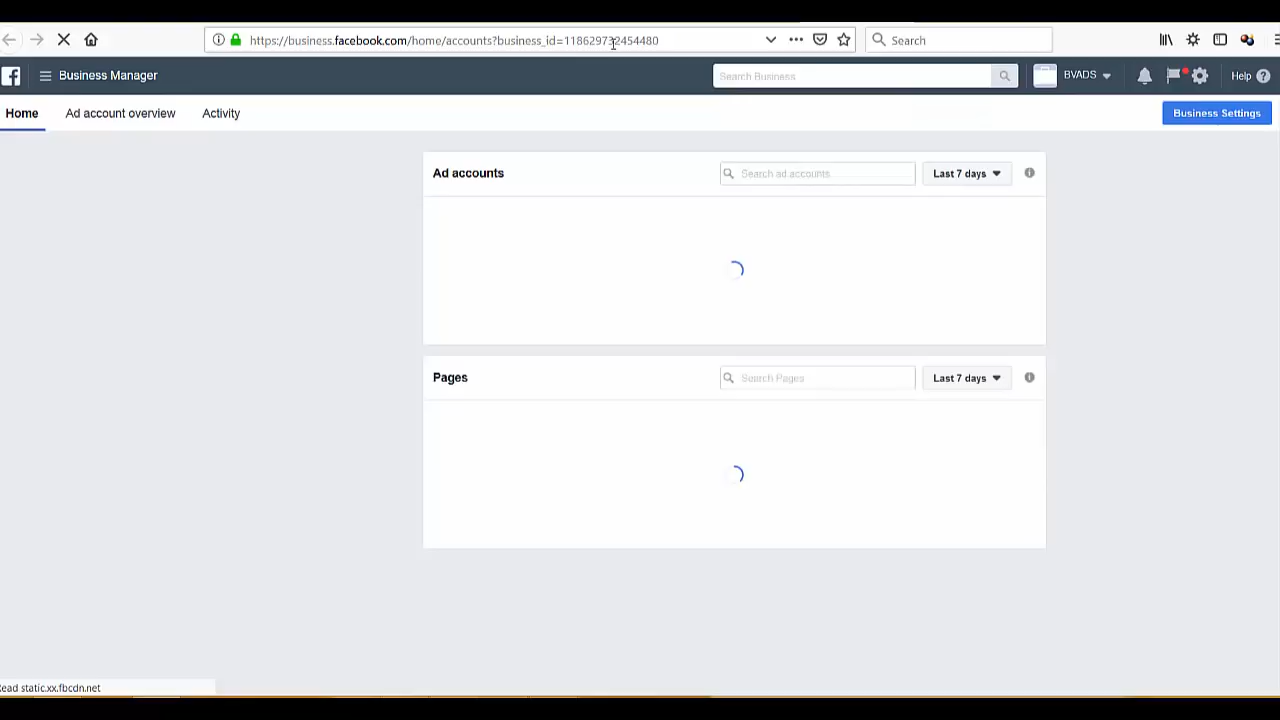 https://business.facebook.com/home/accounts?business_id=118629732454480
Search
Business Manager
Search Business
BVADS
Help
Home
Ad account overview
Activity
Business Settings
Ad accounts
Search ad accounts
Last 7 days
Pages
Search Pages
Last 7 days
Read static.xx.fbcdn.net